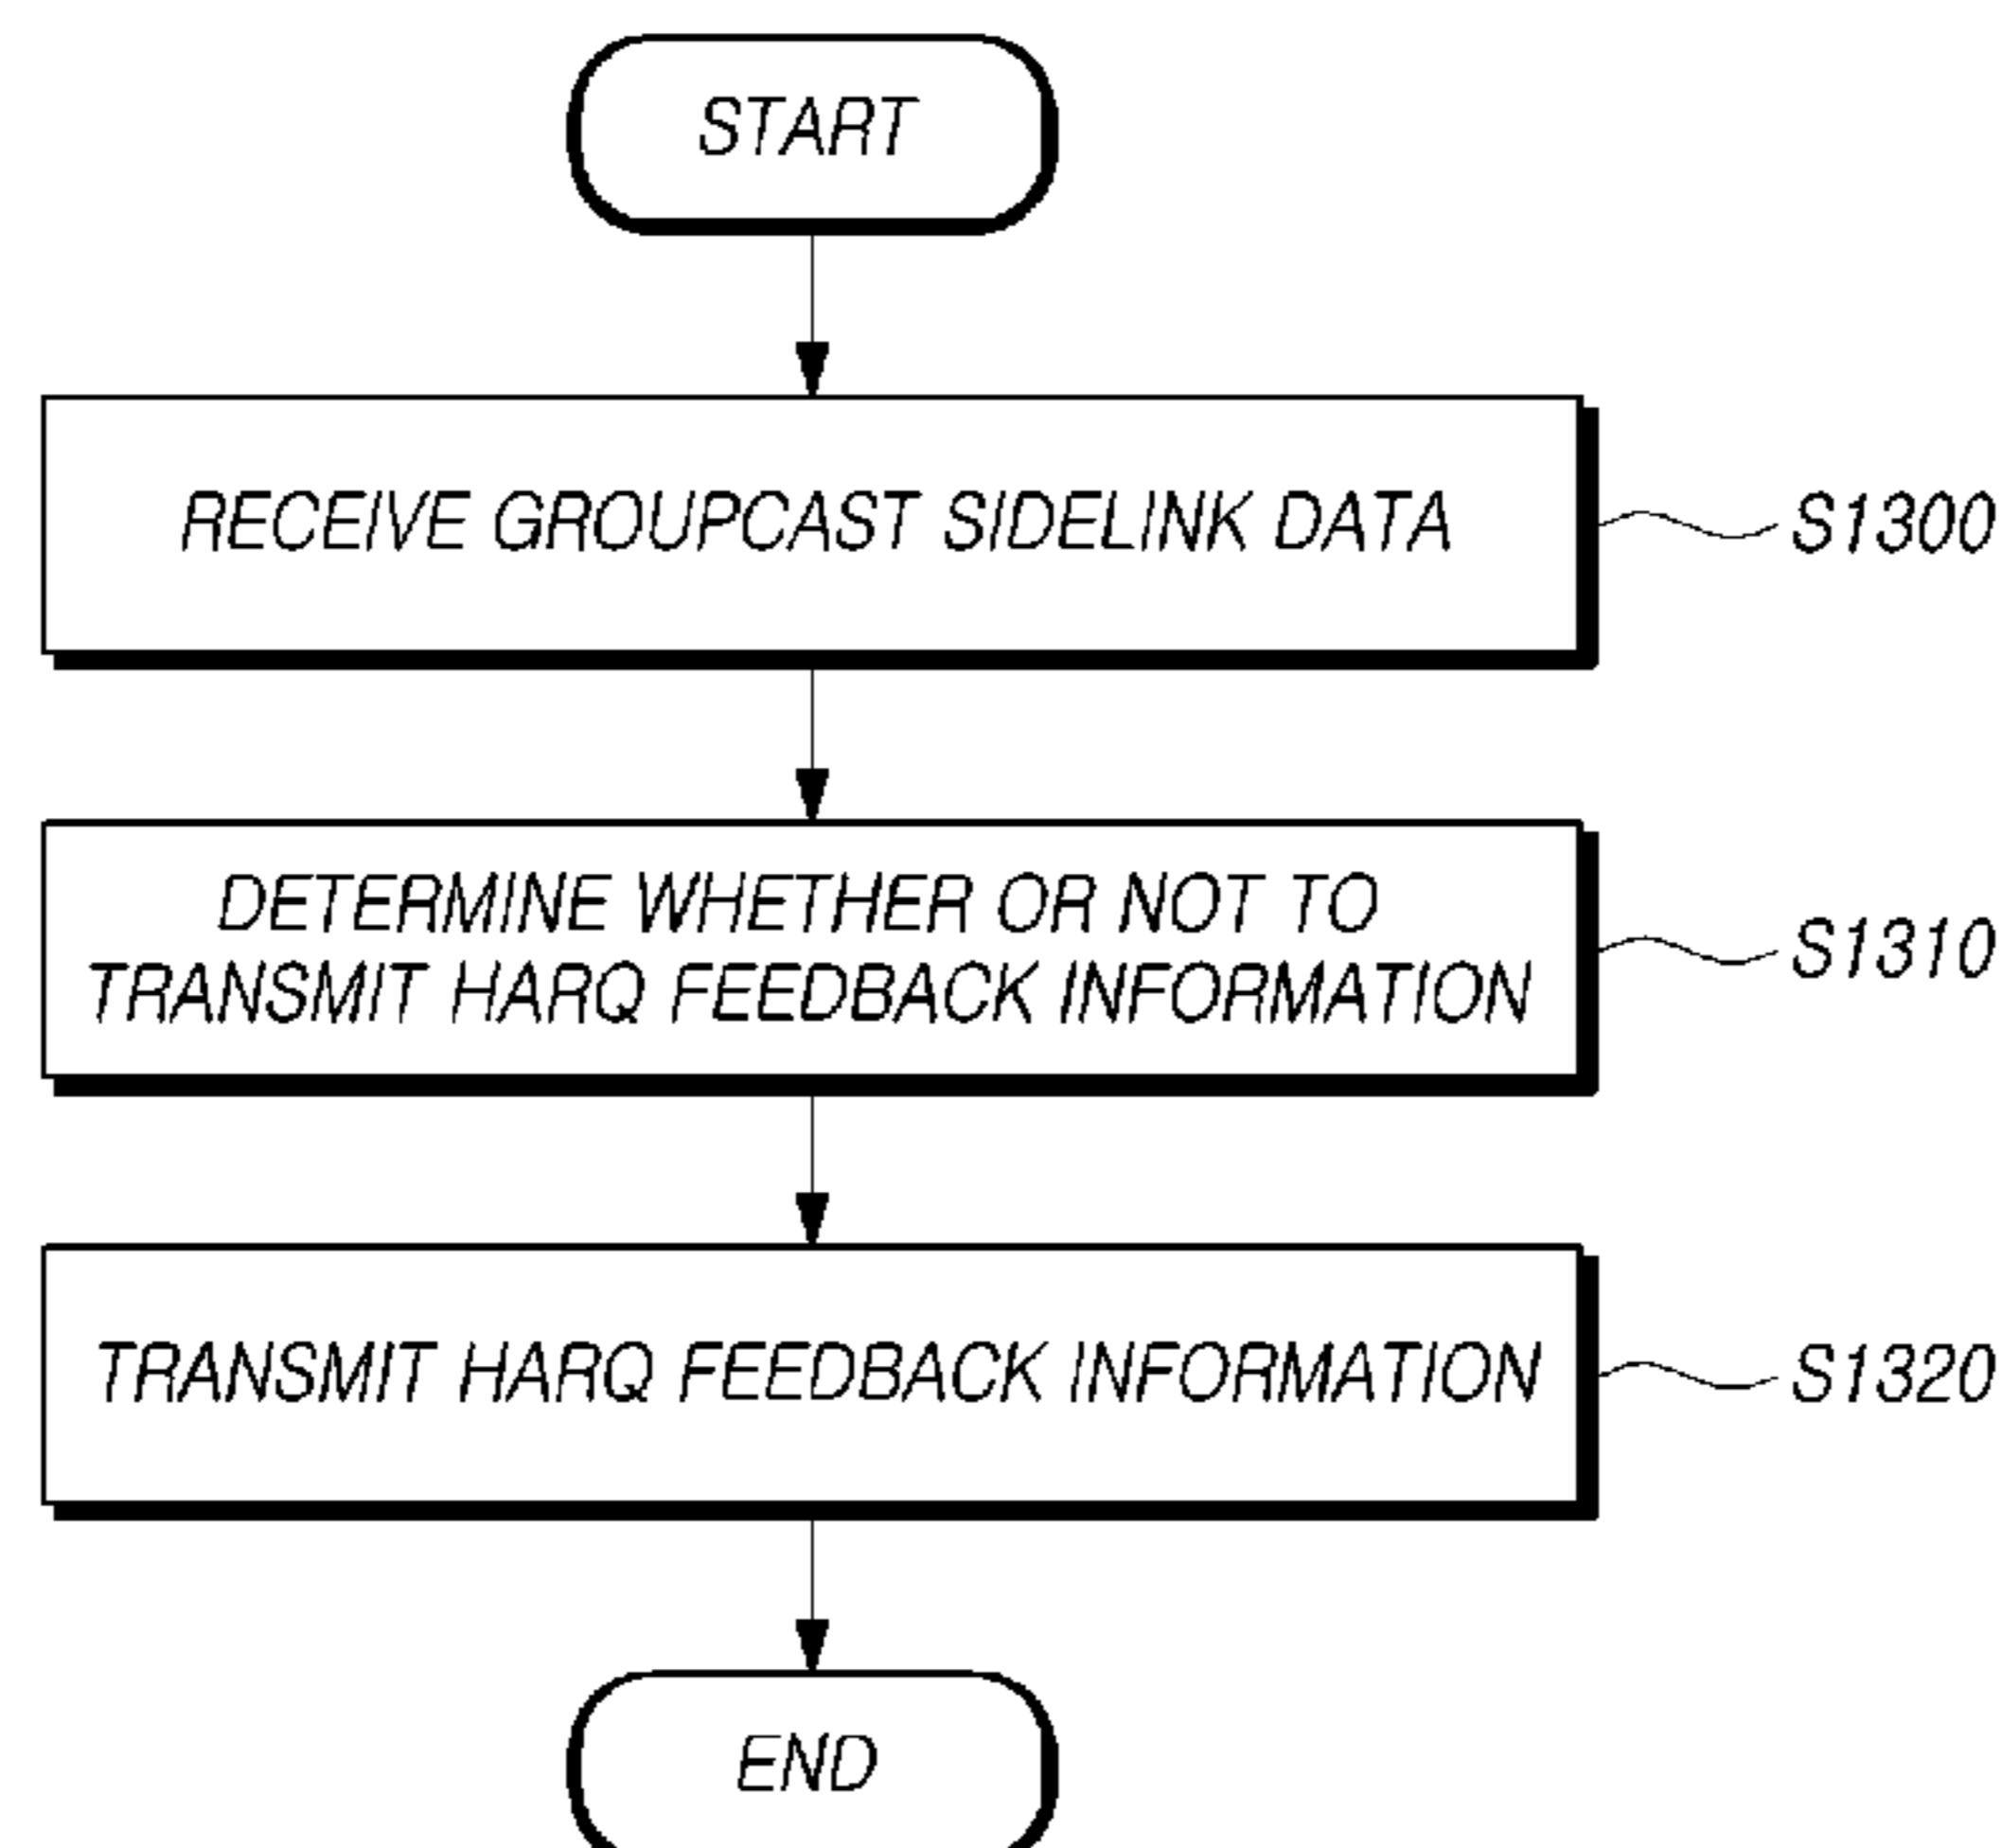 START
RECEIVE GROUPCAST SIDELINK DATA
S1300
DETERMINE WHETHER OR NOT TO
TRANSMIT HARQ FEEDBACK INFORMATION
S1310
TRANSMIT HARQ FEEDBACK INFORMATION
S1320
END